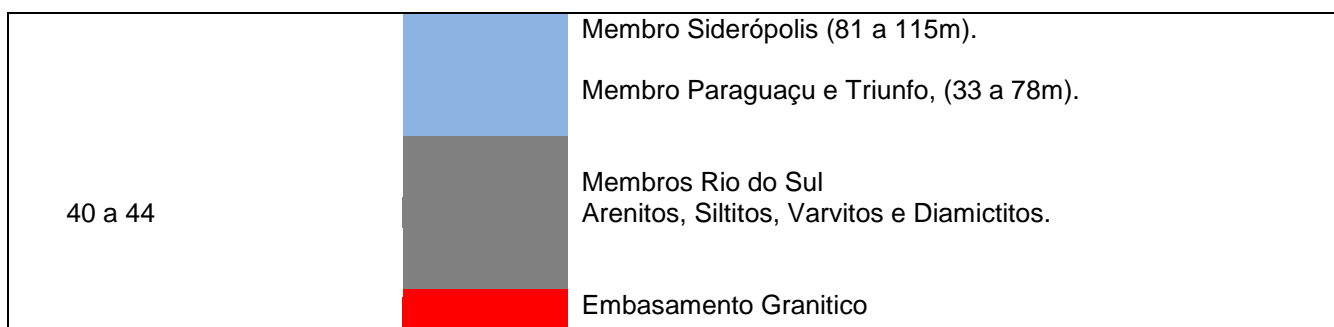 Membro Siderópolis (81 a 115m).
Membro Paraguaçu e Triunfo, (33 a 78m).
Membros Rio do Sul
40 a 44 Arenitos, Siltitos, Varvitos e Diamictitos.
Embasamento Granitico